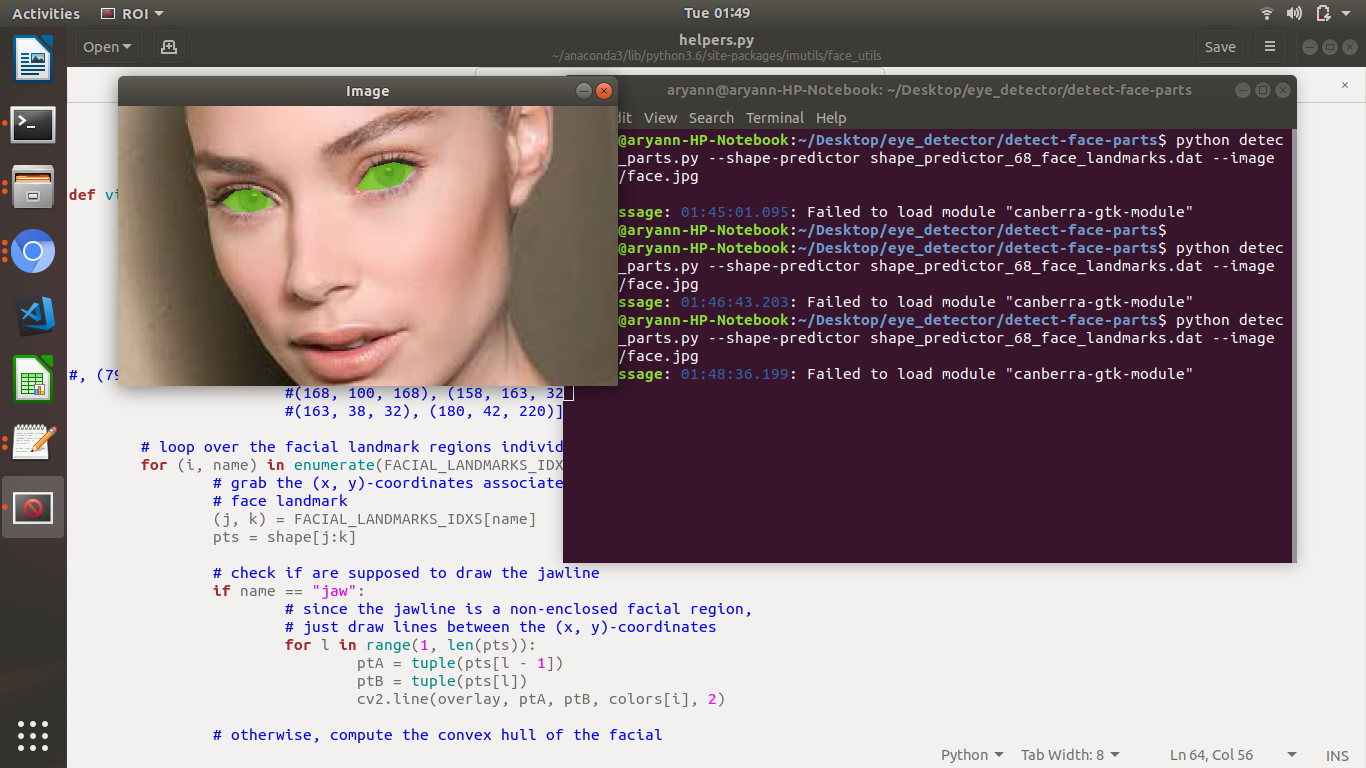 Activities ROI Tue 01:49
Open helpers.py Save
~/anaconda3/lib/python3.6/site-packages/imutils/face_utils
Image
aryann@aryann-HP-Notebook: ~/Desktop/eye_detector/detect-face-parts
dit View Search Terminal Help
@aryann-HP-Notebook:~/Desktop/eye_detector/detect-face-parts$ python detec
_parts.py --shape-predictor shape_predictor_68_face_landmarks.dat --image
/face.jpg
ssage: 01:45:01.095: Failed to load module "canberra-gtk-module"
@aryann-HP-Notebook:~/Desktop/eye_detector/detect-face-parts$
@aryann-HP-Notebook:~/Desktop/eye_detector/detect-face-parts$ python detec
_parts.py --shape-predictor shape_predictor_68_face_landmarks.dat --image
/face.jpg
ssage: 01:46:43.203: Failed to load module "canberra-gtk-module"
@aryann-HP-Notebook:~/Desktop/eye_detector/detect-face-parts$ python detec
_parts.py --shape-predictor shape_predictor_68_face_landmarks.dat --image
/face.jpg
ssage: 01:48:36.199: Failed to load module "canberra-gtk-module"
def vi
#, (79
#(168, 100, 168), (158, 163, 32
#(163, 38, 32), (180, 42, 220)]
# loop over the facial landmark regions individ
for (i, name) in enumerate(FACIAL_LANDMARKS_IDX
# grab the (x, y)-coordinates associate
# face landmark
(j, k) = FACIAL_LANDMARKS_IDXS[name]
pts = shape[j:k]
# check if are supposed to draw the jawline
if name == "jaw":
# since the jawline is a non-enclosed facial region,
# just draw lines between the (x, y)-coordinates
for l in range(1, len(pts)):
ptA = tuple(pts[l - 1])
ptB = tuple(pts[l])
cv2.line(overlay, ptA, ptB, colors[i], 2)
# otherwise, compute the convex hull of the facial
Python Tab Width: 8 Ln 64, Col 56 INS